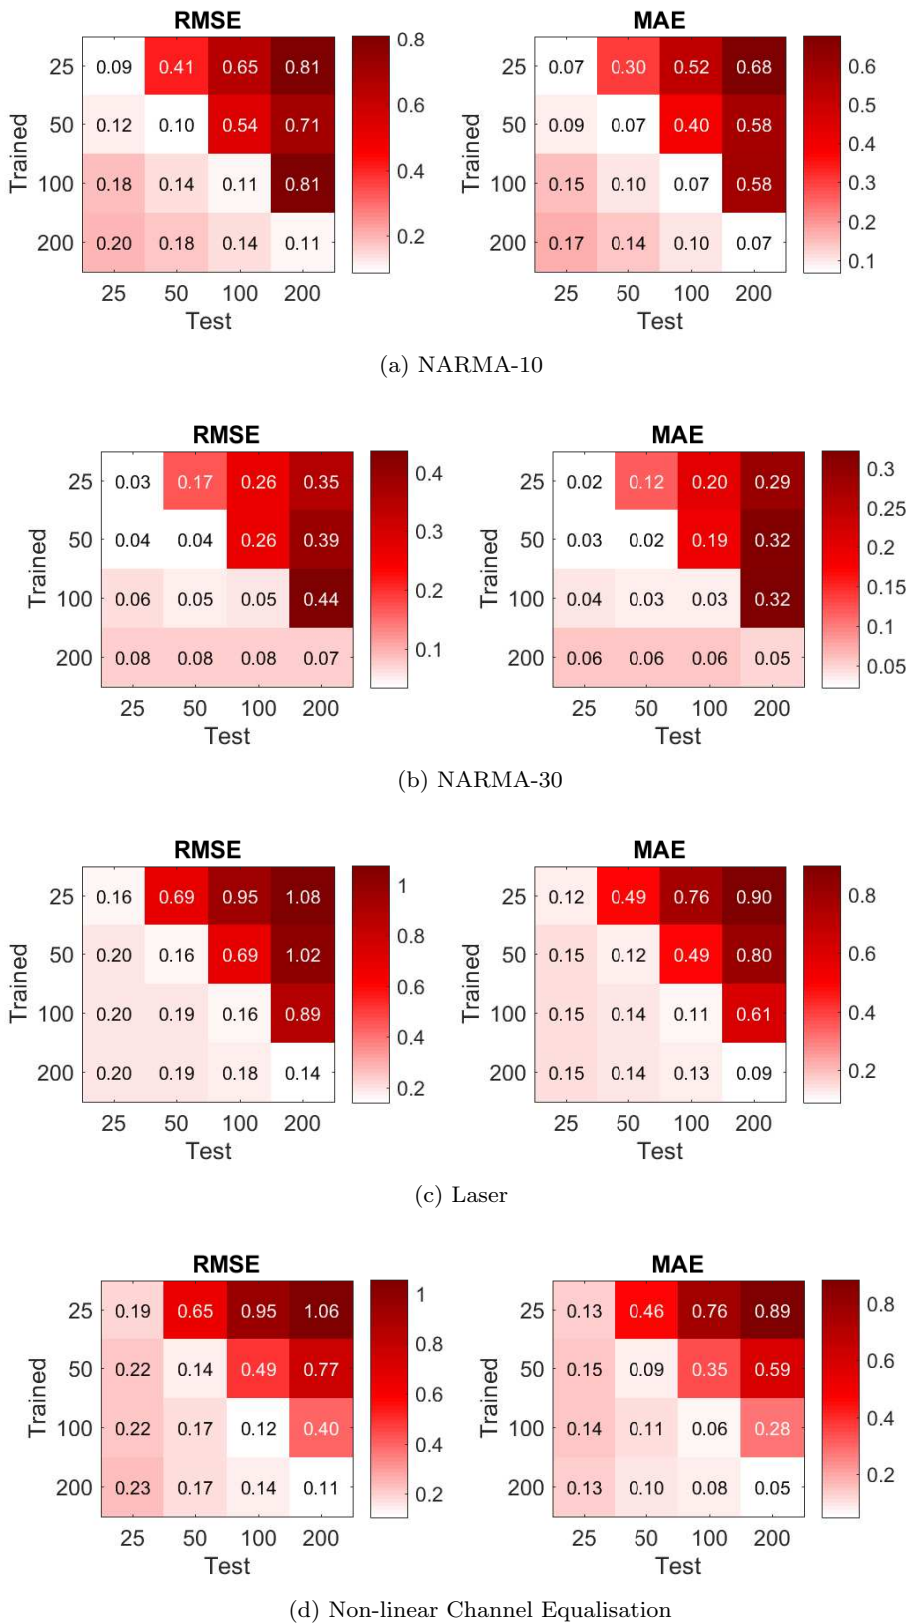 RMSE MAE
25 0.09 0.41 0.65 0.81 0.8 25 0.07 0.30 0.52 0.68 0.6
50 0.12 0.10 0.54 0.71 0.6 50 0.09 0.07 0.40 0.58 0.5
0.4 0.4
100 0.18 0.14 0.11 0.81 100 0.15 0.10 0.07 0.58 0.3
200 0.20 0.18 0.14 0.11 0.2 200 0.17 0.14 0.10 0.07 0.2
0.1
Trained Trained
25 50 100 200 25 50 100 200
Test Test
(a) NARMA-10
RMSE MAE
25 0.03 0.17 0.26 0.35 0.4 25 0.02 0.12 0.20 0.29 0.3
50 0.04 0.04 0.26 0.39 0.3 50 0.03 0.02 0.19 0.32 0.25
0.2 0.2
100 0.06 0.05 0.05 0.44 100 0.04 0.03 0.03 0.32 0.15
200 0.08 0.08 0.08 0.07 0.1 200 0.06 0.06 0.06 0.05 0.1
0.05
Trained Trained
25 50 100 200 25 50 100 200
Test Test
(b) NARMA-30
RMSE MAE
25 0.16 0.69 0.95 1.08 1 25 0.12 0.49 0.76 0.90 0.8
50 0.20 0.16 0.69 1.02 0.8 50 0.15 0.12 0.49 0.80 0.6
0.6
100 0.20 0.19 0.16 0.89 0.4 100 0.15 0.14 0.11 0.61 0.4
200 0.20 0.19 0.18 0.14 0.2 200 0.15 0.14 0.13 0.09 0.2
Trained Trained
25 50 100 200 25 50 100 200
Test Test
(c) Laser
RMSE MAE
25 0.19 0.65 0.95 1.06 1 25 0.13 0.46 0.76 0.89 0.8
50 0.22 0.14 0.49 0.77 0.8 50 0.15 0.09 0.35 0.59 0.6
0.6
100 0.22 0.17 0.12 0.40 0.4 100 0.14 0.11 0.06 0.28 0.4
200 0.23 0.17 0.14 0.11 0.2 200 0.13 0.10 0.08 0.05 0.2
Trained Trained
25 50 100 200 25 50 100 200
Test Test
(d) Non-linear Channel Equalisation